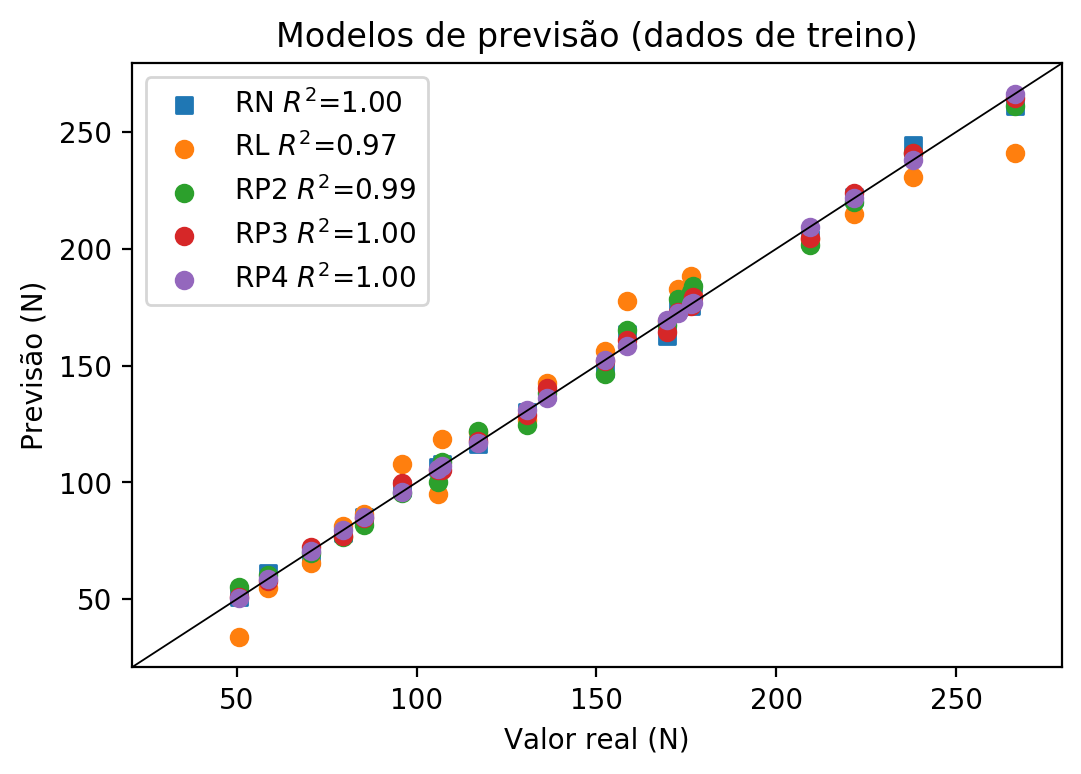 Modelos de previsão (dados de treino)
RN R²=1.00
RL R²=0.97
RP2 R²=0.99
RP3 R²=1.00
RP4 R²=1.00
250
200
150
100
50
Previsão (N)
50 100 150 200 250
Valor real (N)